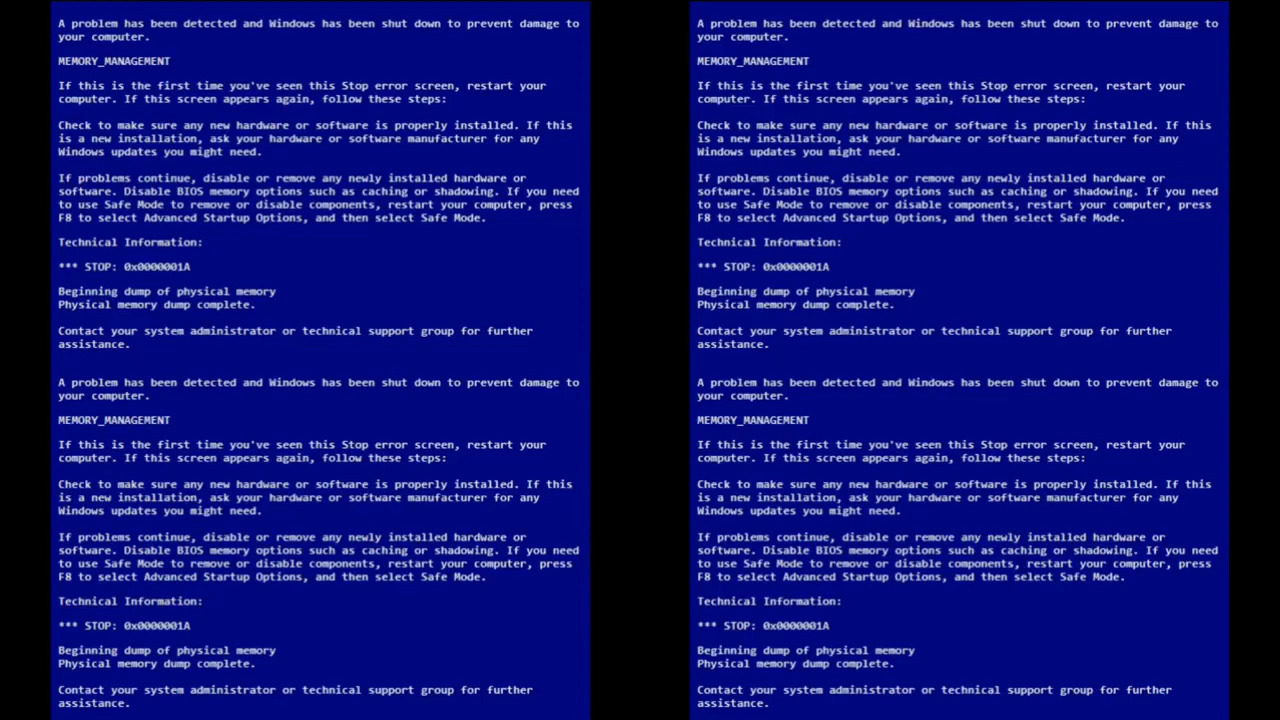 A problem has been detected and Windows has been shut down to prevent damage to
your computer.
MEMORY_MANAGEMENT
If this is the first time you've seen this Stop error screen, restart your
computer. If this screen appears again, follow these steps:
Check to make sure any new hardware or software is properly installed. If this
is a new installation, ask your hardware or software manufacturer for any
Windows updates you might need.
If problems continue, disable or remove any newly installed hardware or
software. Disable BIOS memory options such as caching or shadowing. If you need
to use Safe Mode to remove or disable components, restart your computer, press
F8 to select Advanced Startup Options, and then select Safe Mode.
Technical Information:
*** STOP: 0x0000001A
Beginning dump of physical memory
Physical memory dump complete.
Contact your system administrator or technical support group for further
assistance.
A problem has been detected and Windows has been shut down to prevent damage to
your computer.
MEMORY_MANAGEMENT
If this is the first time you've seen this Stop error screen, restart your
computer. If this screen appears again, follow these steps:
Check to make sure any new hardware or software is properly installed. If this
is a new installation, ask your hardware or software manufacturer for any
Windows updates you might need.
If problems continue, disable or remove any newly installed hardware or
software. Disable BIOS memory options such as caching or shadowing. If you need
to use Safe Mode to remove or disable components, restart your computer, press
F8 to select Advanced Startup Options, and then select Safe Mode.
Technical Information:
*** STOP: 0x0000001A
Beginning dump of physical memory
Physical memory dump complete.
Contact your system administrator or technical support group for further
assistance.
A problem has been detected and Windows has been shut down to prevent damage to
your computer.
MEMORY_MANAGEMENT
If this is the first time you've seen this Stop error screen, restart your
computer. If this screen appears again, follow these steps:
Check to make sure any new hardware or software is properly installed. If this
is a new installation, ask your hardware or software manufacturer for any
Windows updates you might need.
If problems continue, disable or remove any newly installed hardware or
software. Disable BIOS memory options such as caching or shadowing. If you need
to use Safe Mode to remove or disable components, restart your computer, press
F8 to select Advanced Startup Options, and then select Safe Mode.
Technical Information:
*** STOP: 0x0000001A
Beginning dump of physical memory
Physical memory dump complete.
Contact your system administrator or technical support group for further
assistance.
A problem has been detected and Windows has been shut down to prevent damage to
your computer.
MEMORY_MANAGEMENT
If this is the first time you've seen this Stop error screen, restart your
computer. If this screen appears again, follow these steps:
Check to make sure any new hardware or software is properly installed. If this
is a new installation, ask your hardware or software manufacturer for any
Windows updates you might need.
If problems continue, disable or remove any newly installed hardware or
software. Disable BIOS memory options such as caching or shadowing. If you need
to use Safe Mode to remove or disable components, restart your computer, press
F8 to select Advanced Startup Options, and then select Safe Mode.
Technical Information:
*** STOP: 0x0000001A
Beginning dump of physical memory
Physical memory dump complete.
Contact your system administrator or technical support group for further
assistance.